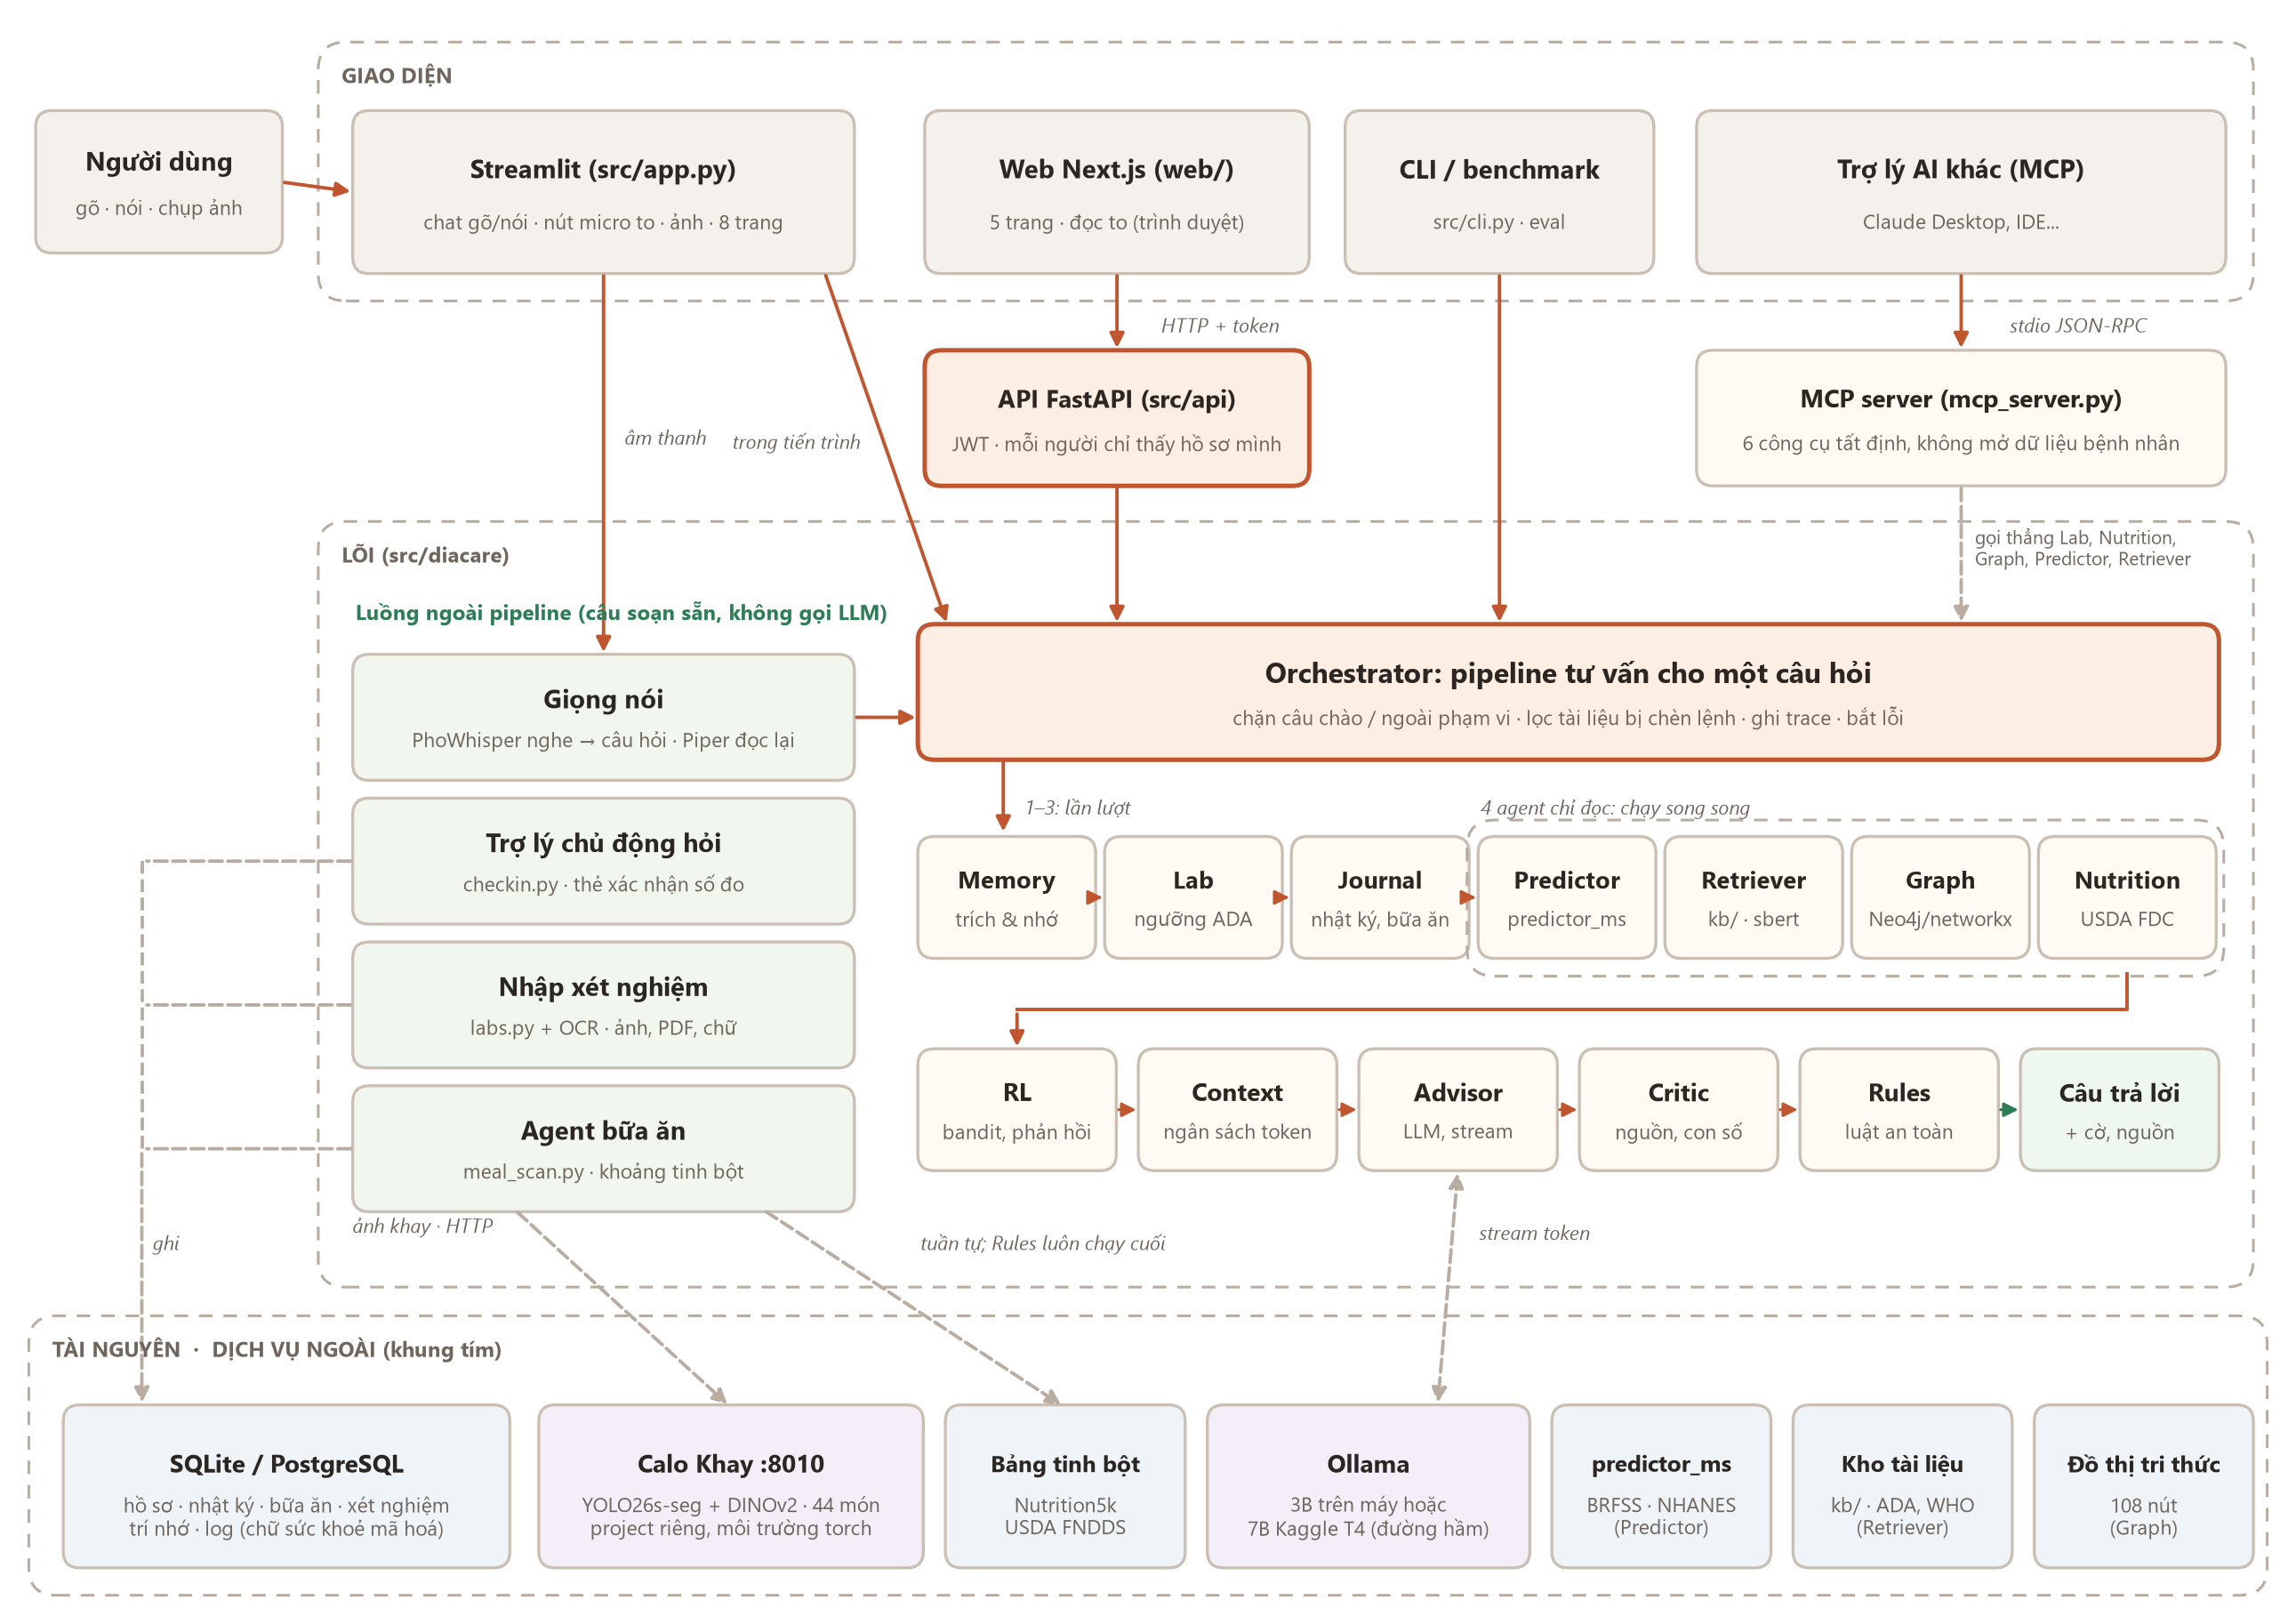 GIAO DIỆN
Người dùng
gõ · nói · chụp ảnh
Streamlit (src/app.py)
chat gõ/nói · nút micro to · ảnh · 8 trang
Web Next.js (web/)
5 trang · đọc to (trình duyệt)
CLI / benchmark
src/cli.py · eval
Trợ lý AI khác (MCP)
Claude Desktop, IDE...
HTTP + token
stdio JSON-RPC
âm thanh
trong tiến trình
API FastAPI (src/api)
JWT · mỗi người chỉ thấy hồ sơ mình
MCP server (mcp_server.py)
6 công cụ tất định, không mở dữ liệu bệnh nhân
LÕI (src/diacare)
gọi thẳng Lab, Nutrition,
Graph, Predictor, Retriever
Luồng ngoài pipeline (câu soạn sẵn, không gọi LLM)
Giọng nói
PhoWhisper nghe → câu hỏi · Piper đọc lại
Orchestrator: pipeline tư vấn cho một câu hỏi
chặn câu chào / ngoài phạm vi · lọc tài liệu bị chèn lệnh · ghi trace · bắt lỗi
1–3: lần lượt
4 agent chỉ đọc: chạy song song
Trợ lý chủ động hỏi
checkin.py · thẻ xác nhận số đo
Memory
trích & nhớ
Lab
ngưỡng ADA
Journal
nhật ký, bữa ăn
Predictor
predictor_ms
Retriever
kb/ · sbert
Graph
Neo4j/networkx
Nutrition
USDA FDC
Nhập xét nghiệm
labs.py + OCR · ảnh, PDF, chữ
Agent bữa ăn
meal_scan.py · khoảng tinh bột
RL
bandit, phản hồi
Context
ngân sách token
Advisor
LLM, stream
Critic
nguồn, con số
Rules
luật an toàn
Câu trả lời
+ cờ, nguồn
ghi
ảnh khay · HTTP
tuần tự; Rules luôn chạy cuối
stream token
TÀI NGUYÊN · DỊCH VỤ NGOÀI (khung tím)
SQLite / PostgreSQL
hồ sơ · nhật ký · bữa ăn · xét nghiệm
trí nhớ · log (chữ sức khoẻ mã hoá)
Calo Khay :8010
YOLO26s-seg + DINOv2 · 44 món
project riêng, môi trường torch
Bảng tinh bột
Nutrition5k
USDA FNDDS
Ollama
3B trên máy hoặc
7B Kaggle T4 (đường hầm)
predictor_ms
BRFSS · NHANES
(Predictor)
Kho tài liệu
kb/ · ADA, WHO
(Retriever)
Đồ thị tri thức
108 nút
(Graph)